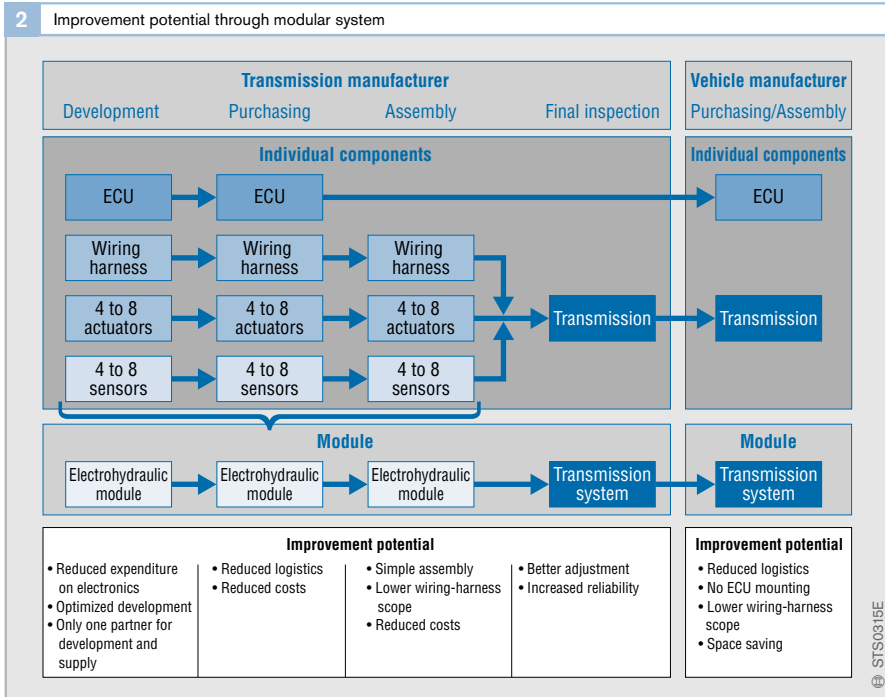 2
Improvement potential through modular system
Transmission manufacturer
Development
Purchasing
Assembly
Final inspection
Vehicle manufacturer
Purchasing/Assembly
Individual components
Individual components
ECU
ECU
ECU
Wiring
harness
Wiring
harness
Wiring
harness
4 to 8
actuators
4 to 8
actuators
4 to 8
actuators
Transmission
Transmission
4 to 8
sensors
4 to 8
sensors
4 to 8
sensors
Module
Module
Electrohydraulic
module
Electrohydraulic
module
Electrohydraulic
module
Transmission
system
Transmission
system
Improvement potential
• Reduced expenditure
on electronics
• Optimized development
• Only one partner for
development and
supply
• Reduced logistics
• Reduced costs
• Simple assembly
• Lower wiring-harness
scope
• Reduced costs
• Better adjustment
• Increased reliability
Improvement potential
• Reduced logistics
• No ECU mounting
• Lower wiring-harness
scope
• Space saving
STS0315E